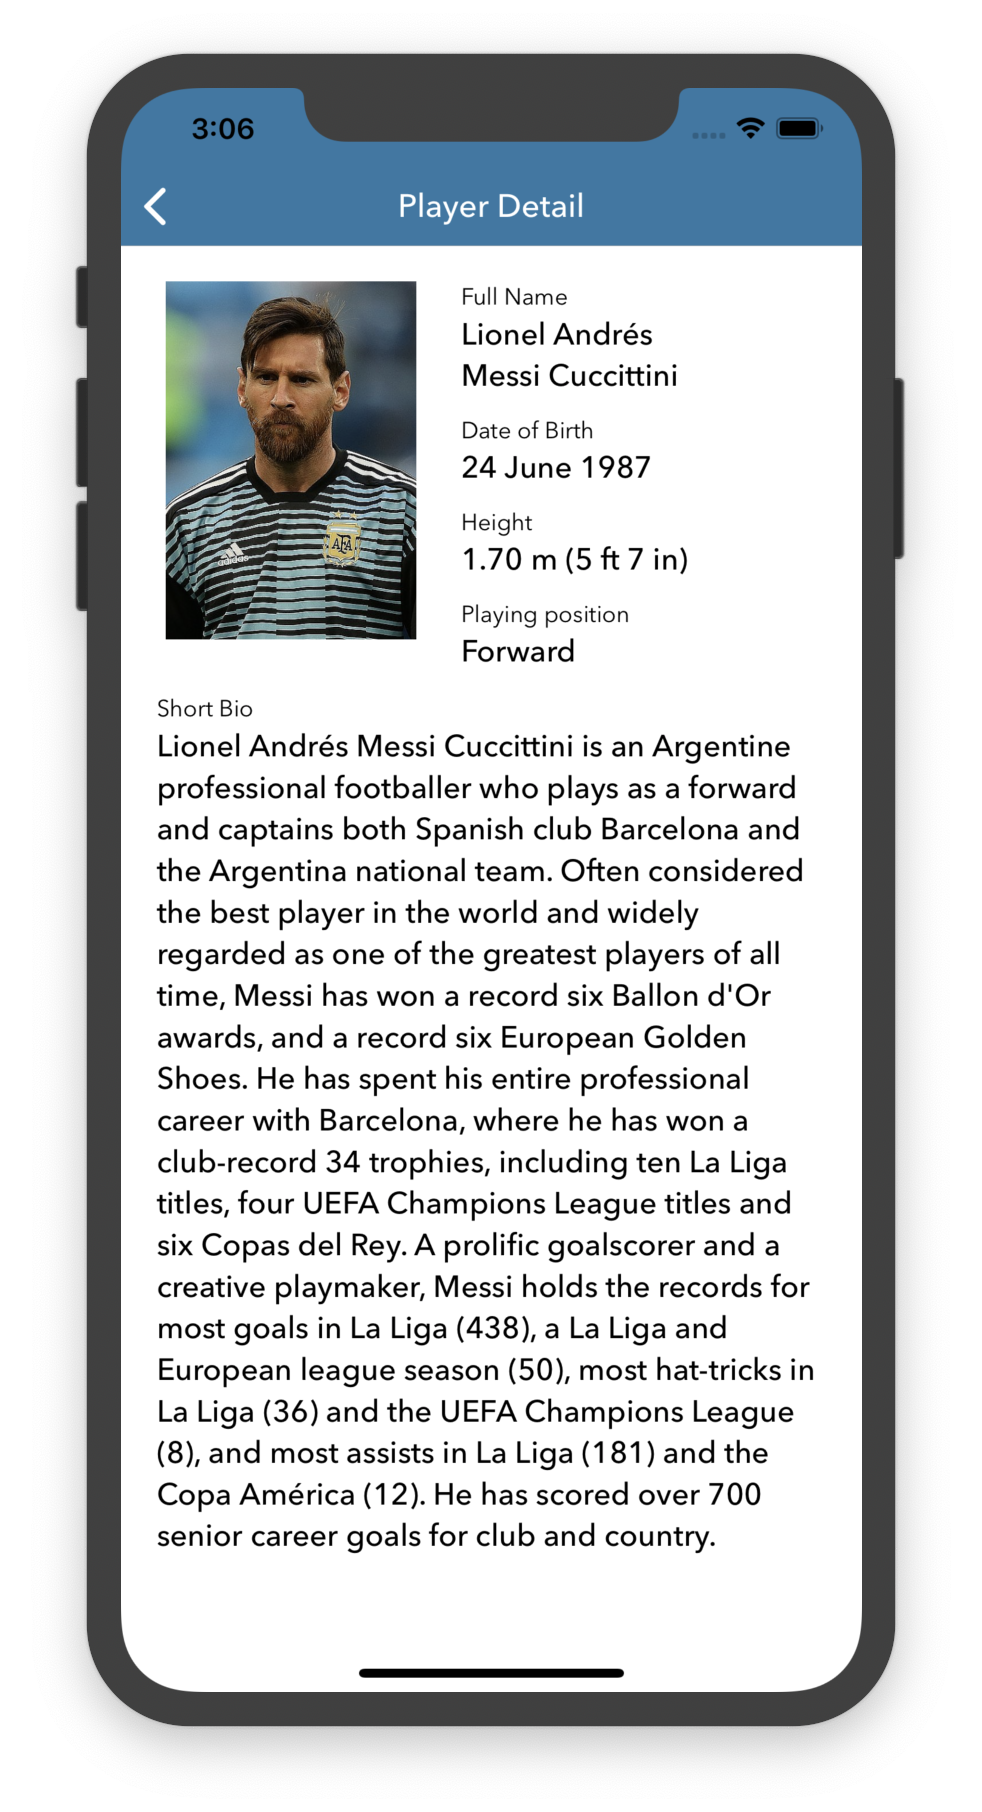 3:06
Player Detail
adidas
AFA
Full Name
Lionel Andrés
Messi Cuccittini
Date of Birth
24 June 1987
Height
1.70 m (5 ft 7 in)
Playing position
Forward
Short Bio
Lionel Andrés Messi Cuccittini is an Argentine
professional footballer who plays as a forward
and captains both Spanish club Barcelona and
the Argentina national team. Often considered
the best player in the world and widely
regarded as one of the greatest players of all
time, Messi has won a record six Ballon d'Or
awards, and a record six European Golden
Shoes. He has spent his entire professional
career with Barcelona, where he has won a
club-record 34 trophies, including ten La Liga
titles, four UEFA Champions League titles and
six Copas del Rey. A prolific goalscorer and a
creative playmaker, Messi holds the records for
most goals in La Liga (438), a La Liga and
European league season (50), most hat-tricks in
La Liga (36) and the UEFA Champions League
(8), and most assists in La Liga (181) and the
Copa América (12). He has scored over 700
senior career goals for club and country.